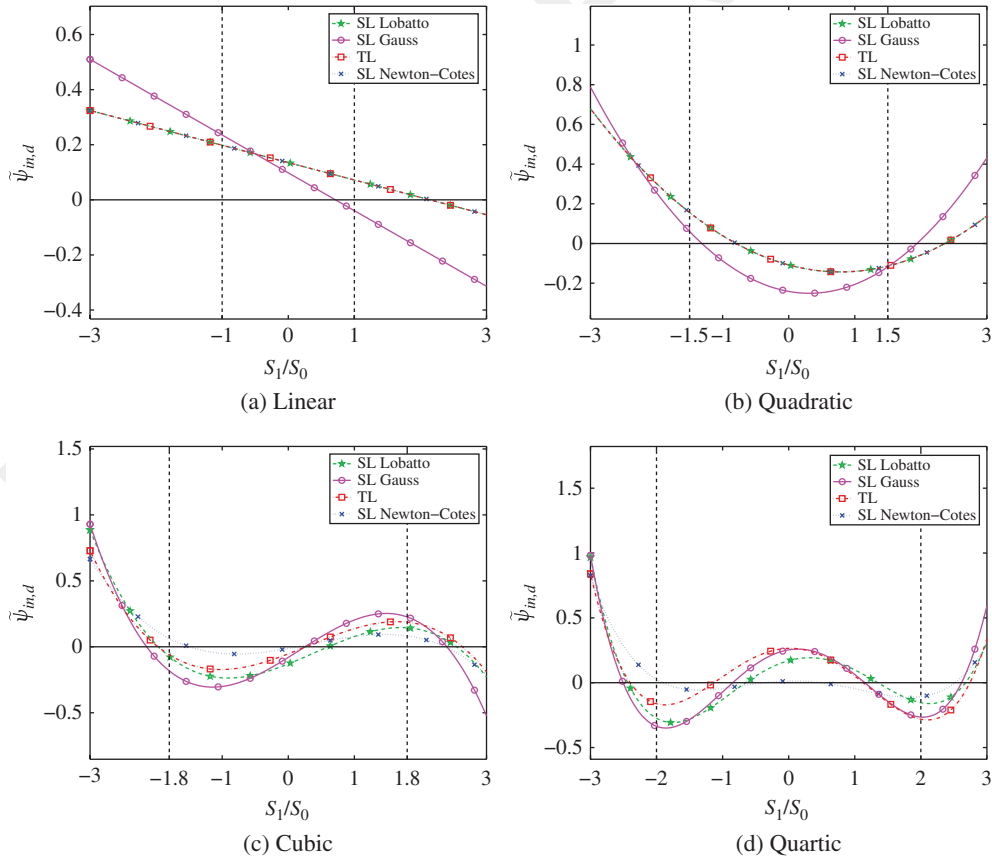 0.6
0.4
0.2
0
−0.2
0.4
−3
−1
0
1
3
ψ̃in,d
S1/S0
SL Lobatto
SL Gauss
TL
SL Newton−Cotes
(a) Linear
1
0.8
0.6
0.4
0.2
0
−0.2
−3
−1.5
−1
0
1
1.5
3
ψ̃in,d
S1/S0
SL Lobatto
SL Gauss
TL
SL Newton−Cotes
(b) Quadratic
1.5
1
0.5
0
−0.5
−3
−1.8
−1
0
1
1.8
3
ψ̃in,d
S1/S0
SL Lobatto
SL Gauss
TL
SL Newton−Cotes
(c) Cubic
1.5
1
0.5
0
−0.5
−3
−2
−1
0
1
2
3
ψ̃in,d
S1/S0
SL Lobatto
SL Gauss
TL
SL Newton−Cotes
(d) Quartic